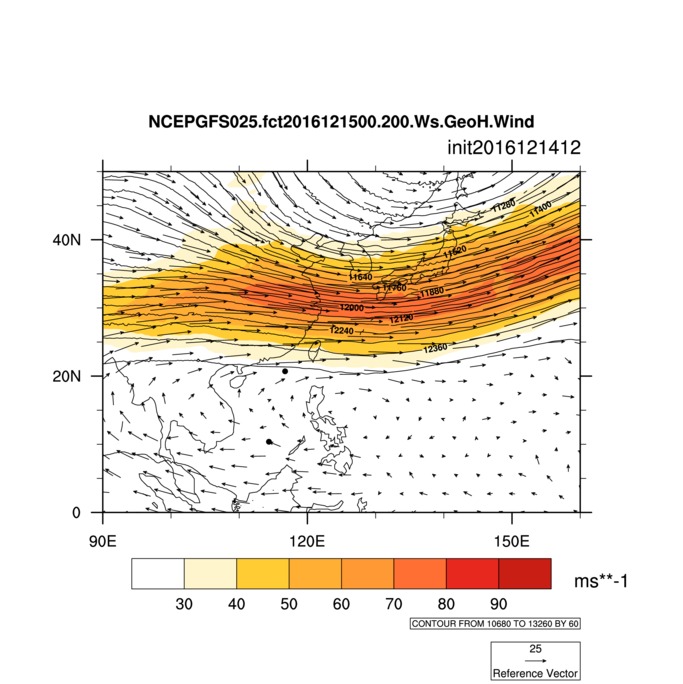 NCEPGFS025.fct2016121500.200.Ws.GeoH.Wind
init2016121412
11280
11400
40N
11520
11640
11760
11880
12000
12120
12240
12360
20N
0
90E 120E 150E
ms**-1
30 40 50 60 70 80 90
CONTOUR FROM 10680 TO 13260 BY 60
25
Reference Vector